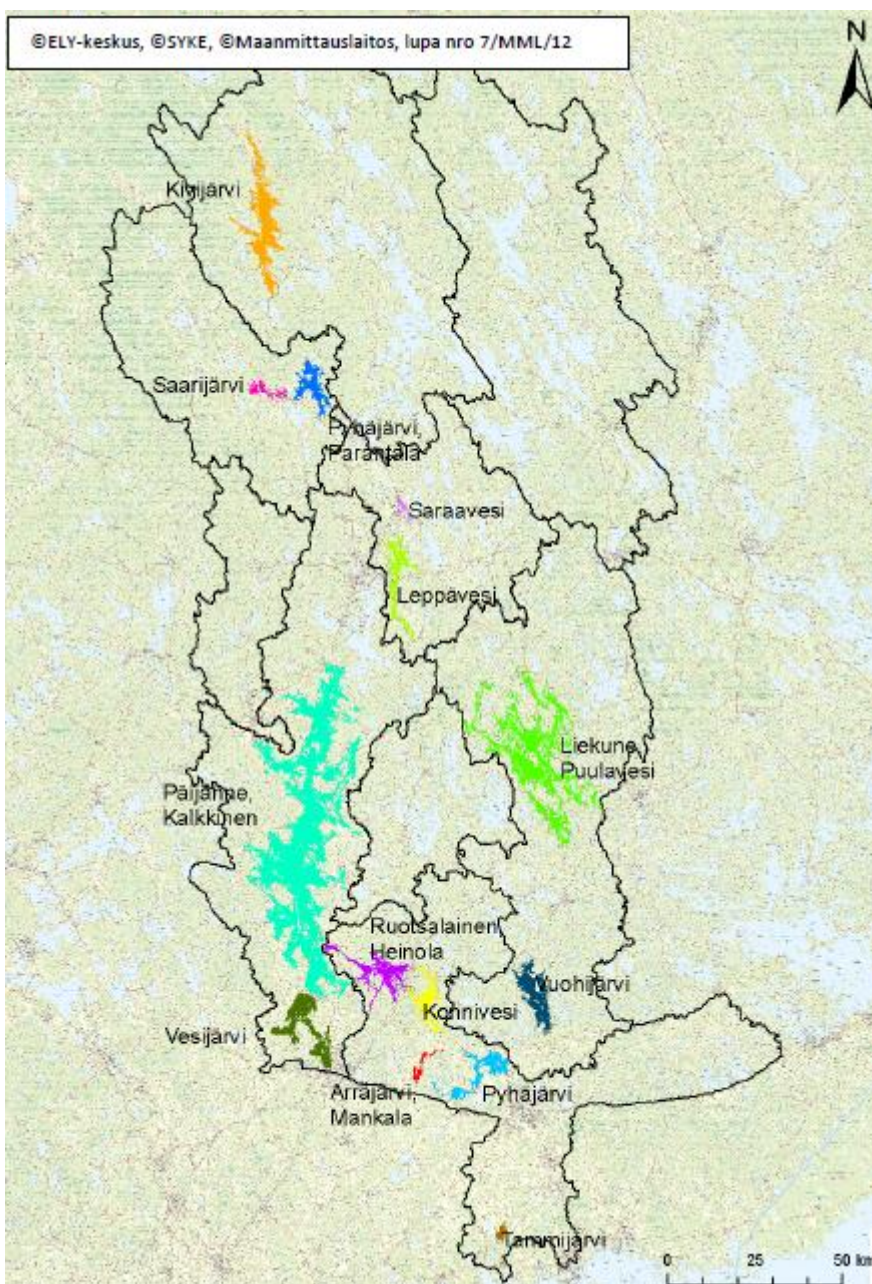 ©ELY-keskus, ©SYKE, ©Maanmittauslaitos, lupa nro 7/MML/12
N
Kivijärvi
Saarijärvi
Pyhäjärvi,
Parantala
Saraavesi
Leppävesi
Liekune,
Puulavesi
Päijänne,
Kalkkinen
Ruotsalainen,
Heinola
Vuohijärvi
Konnivesi
Vesijärvi
Arrajärvi,
Mankala
Pyhäjärvi
Tammijärvi
0 25 50 km